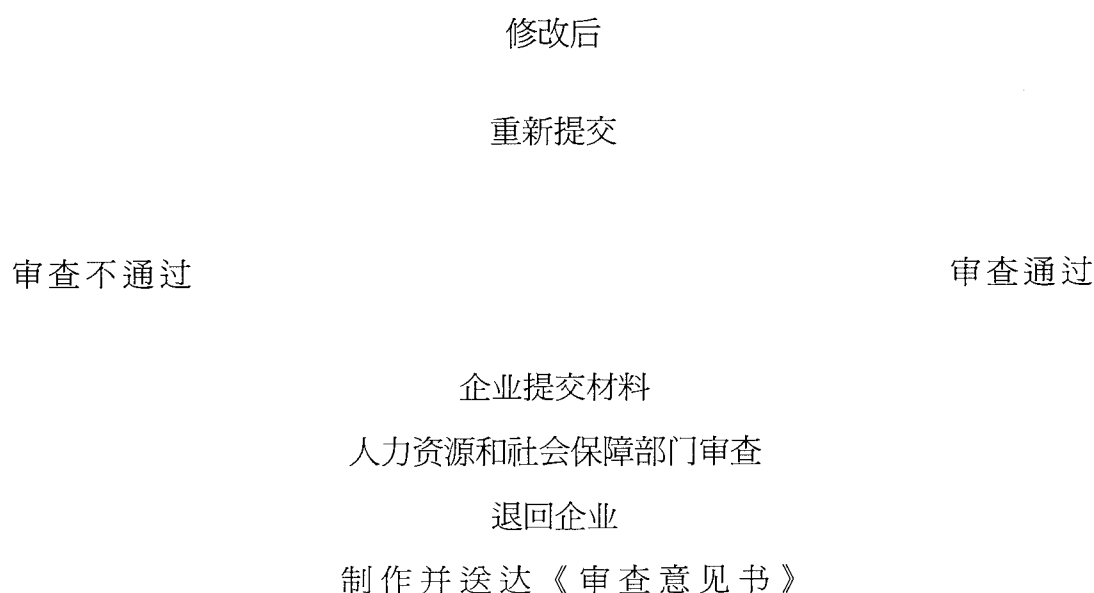 修改后
重新提交
审查不通过
审查通过
企业提交材料
人力资源和社会保障部门审查
退回企业
制作并送达《审查意见书》